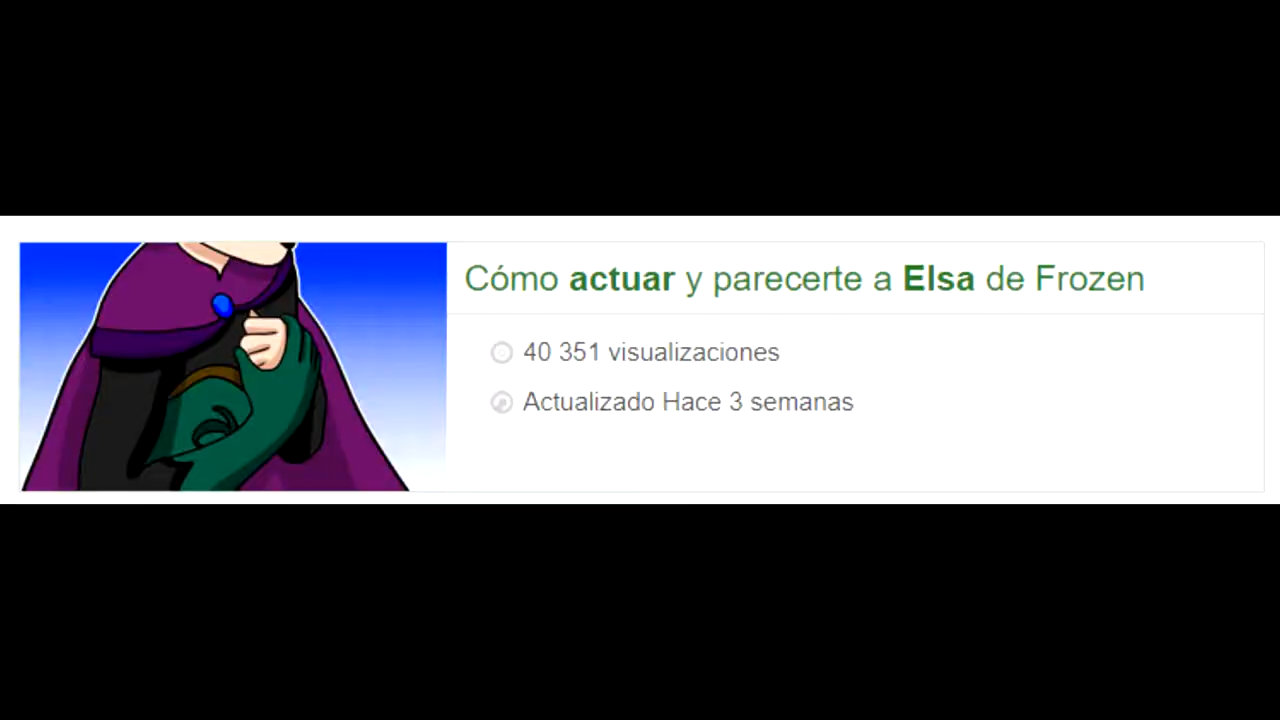 Cómo actuar y parecerte a Elsa de Frozen
40 351 visualizaciones
Actualizado Hace 3 semanas